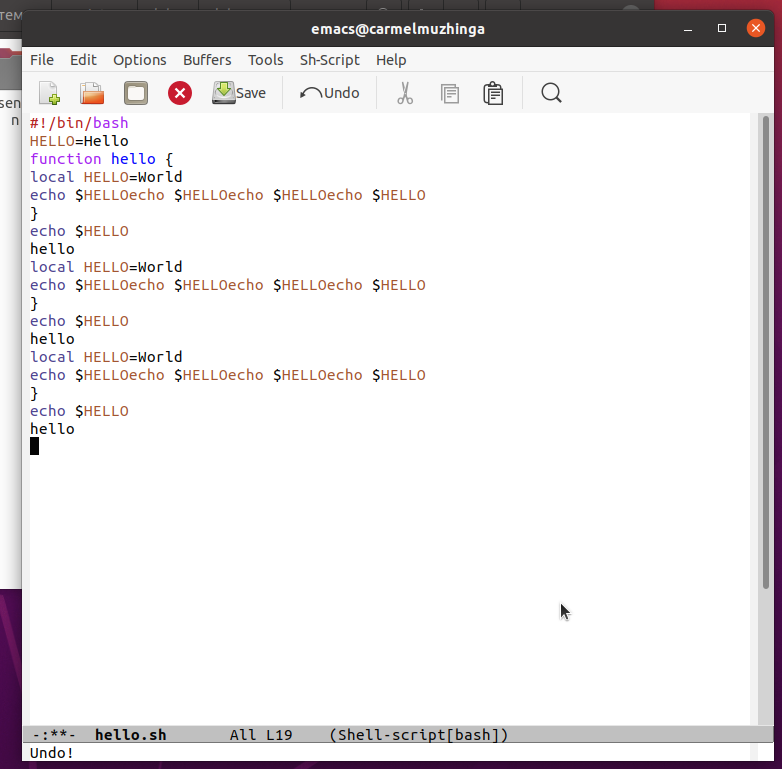 emacs@carmelmuzhinga
File Edit Options Buffers Tools Sh-Script Help
Save Undo
#!/bin/bash
HELLO=Hello
function hello {
local HELLO=World
echo $HELLOecho $HELLOecho $HELLOecho $HELLO
}
echo $HELLO
hello
local HELLO=World
echo $HELLOecho $HELLOecho $HELLOecho $HELLO
}
echo $HELLO
hello
local HELLO=World
echo $HELLOecho $HELLOecho $HELLOecho $HELLO
}
echo $HELLO
hello
-:**- hello.sh All L19 (Shell-script[bash])
Undo!